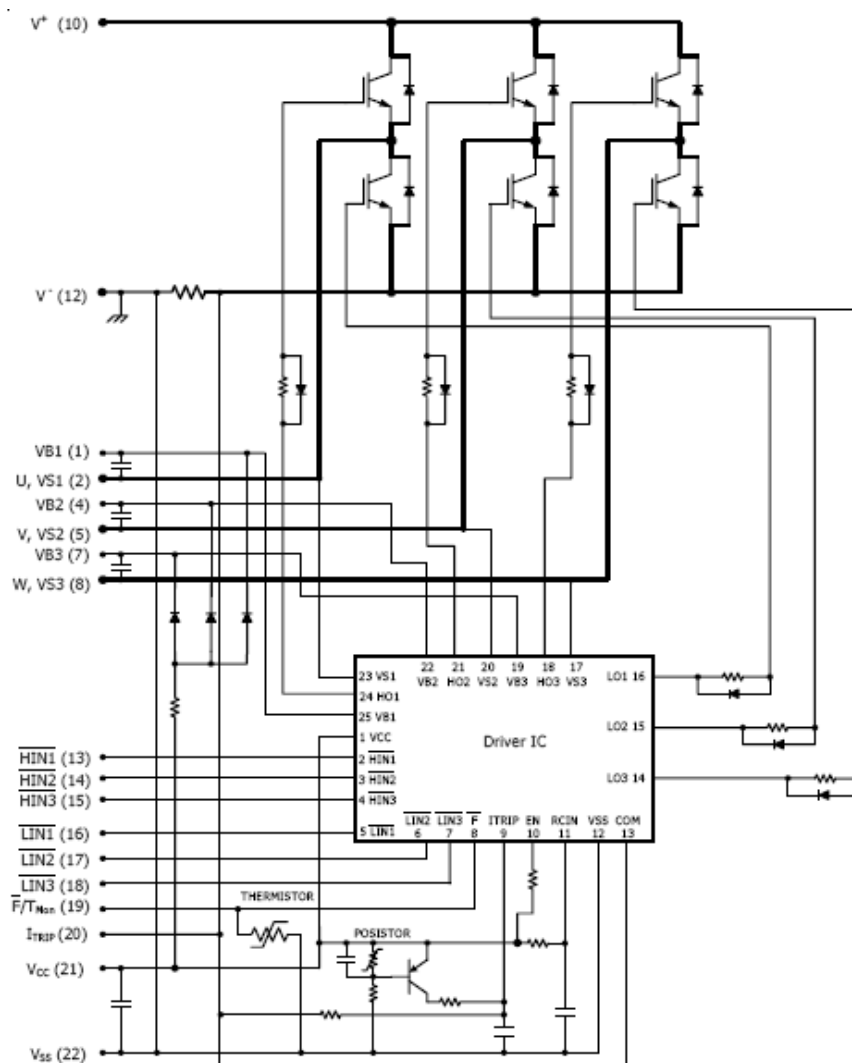 V⁺ (10)
V⁻ (12)
VB1 (1)
U, VS1 (2)
VB2 (4)
V, VS2 (5)
VB3 (7)
W, VS3 (8)
22 21 20 19 18 17
VB2 HO2 VS2 VB3 HO3 VS3
23 VS1
LO1 16
24 HO1
25 VB1
LO2 15
1 VCC
Driver IC
HIN1 (13)
2 HIN1
HIN2 (14)
3 HIN2
LO3 14
HIN3 (15)
4 HIN3
LIN1 (16)
5 LIN1
LIN2 LIN3 F ITRIP EN RCIN VSS COM
6 7 8 9 10 11 12 13
LIN2 (17)
LIN3 (18)
THERMISTOR
F/TMon (19)
ITRIP (20)
POSISTOR
VCC (21)
VSS (22)